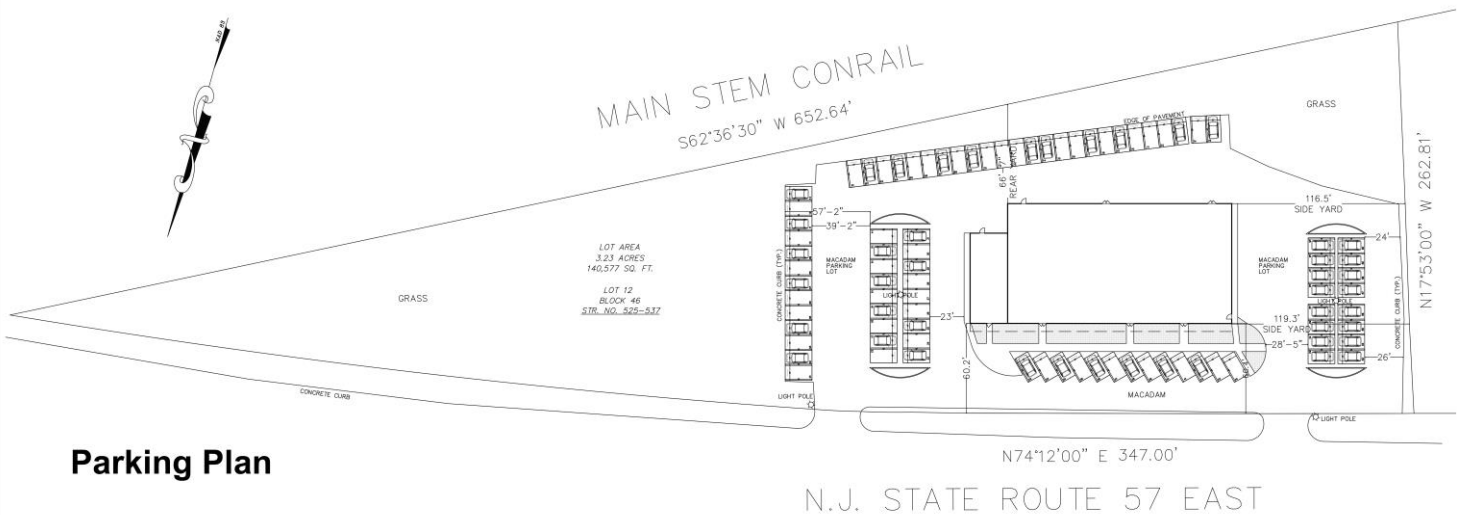 NAD 83
MAIN STEM CONRAIL
S62°36'30" W 652.64'
GRASS
EDGE OF PAVEMENT
66'-7"
REAR YARD
N17°53'00" W 262.81'
116.5'
SIDE YARD
57'-2"
39'-2"
24'
LOT AREA
3.23 ACRES
140,577 SQ. FT.
LOT 12
BLOCK 46
STR. NO. 525-537
GRASS
CONCRETE CURB (TYP.)
MACADAM
PARKING
LOT
LIGHT POLE
23'
MACADAM
PARKING
LOT
LIGHT POLE
CONCRETE CURB (TYP.)
119.3'
SIDE YARD
28'-5"
26'
60.2'
MACADAM
CONCRETE CURB
LIGHT POLE
LIGHT POLE
Parking Plan
N74°12'00" E 347.00'
N.J. STATE ROUTE 57 EAST